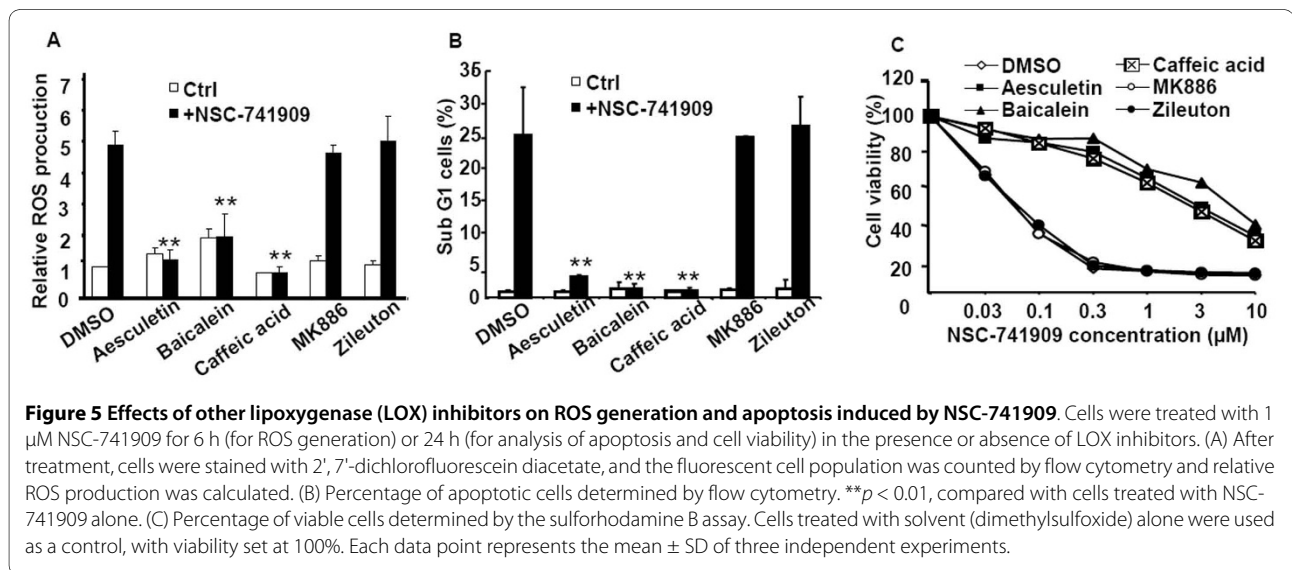 A
Relative ROS procuction
7
6
5
4
3
2
1
0
Ctrl
+NSC-741909
**
**
**
DMSO
Aesculetin
Baicalein
Caffeic acid
MK886
Zileuton
B
Sub G1 cells (%)
35
30
25
20
15
10
5
0
Ctrl
+NSC-741909
**
**
**
DMSO
Aesculetin
Baicalein
Caffeic acid
MK886
Zileuton
C
Cell viability (%)
120
100
80
60
40
20
0
DMSO
Aesculetin
Baicalein
Caffeic acid
MK886
Zileuton
0.03 0.1 0.3 1 3 10
NSC-741909 concentration (µM)
Figure 5 Effects of other lipoxygenase (LOX) inhibitors on ROS generation and apoptosis induced by NSC-741909. Cells were treated with 1
µM NSC-741909 for 6 h (for ROS generation) or 24 h (for analysis of apoptosis and cell viability) in the presence or absence of LOX inhibitors. (A) After
treatment, cells were stained with 2', 7'-dichlorofluorescein diacetate, and the fluorescent cell population was counted by flow cytometry and relative
ROS production was calculated. (B) Percentage of apoptotic cells determined by flow cytometry. **p < 0.01, compared with cells treated with NSC-
741909 alone. (C) Percentage of viable cells determined by the sulforhodamine B assay. Cells treated with solvent (dimethylsulfoxide) alone were used
as a control, with viability set at 100%. Each data point represents the mean ± SD of three independent experiments.